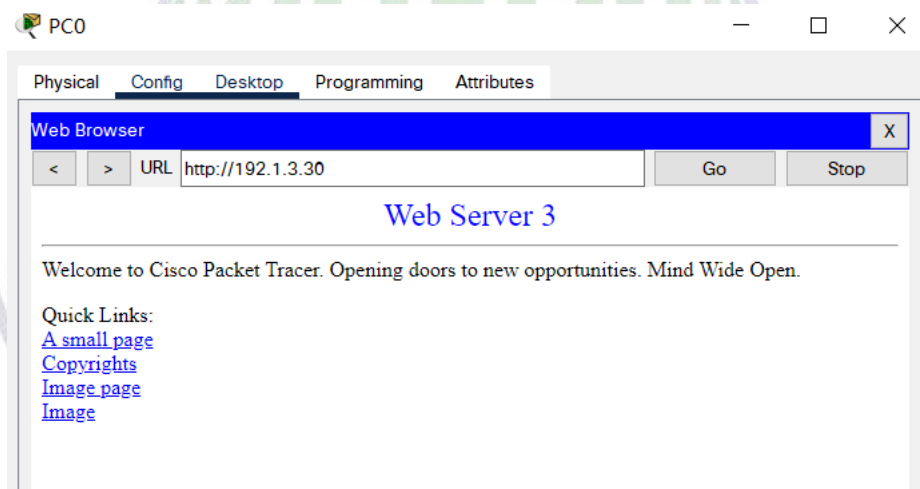 PC0
Physical Config Desktop Programming Attributes
Web Browser X
< > URL http://192.1.3.30 Go Stop
Web Server 3
Welcome to Cisco Packet Tracer. Opening doors to new opportunities. Mind Wide Open.
Quick Links:
A small page
Copyrights
Image page
Image